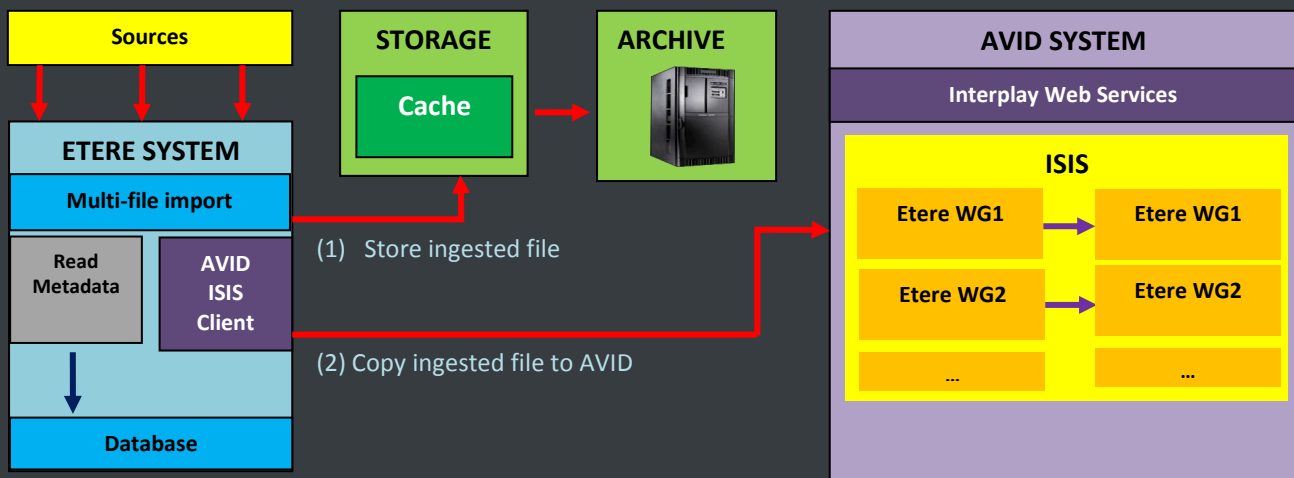 Sources
ETERE SYSTEM
Multi-file import
Read
Metadata
AVID
ISIS
Client
Database
STORAGE
Cache
ARCHIVE
(1) Store ingested file
(2) Copy ingested file to AVID
AVID SYSTEM
Interplay Web Services
ISIS
Etere WG1
Etere WG1
Etere WG2
Etere WG2
...
...